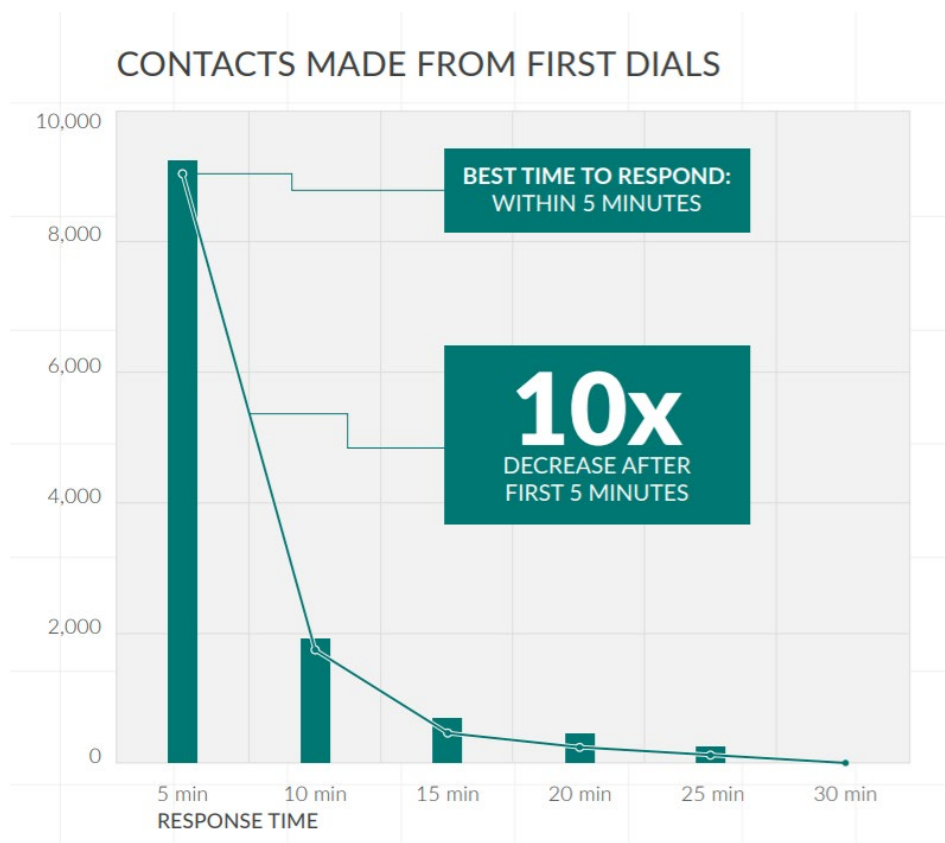 CONTACTS MADE FROM FIRST DIALS
10,000
8,000
6,000
4,000
2,000
0
BEST TIME TO RESPOND:
WITHIN 5 MINUTES
10x
DECREASE AFTER
FIRST 5 MINUTES
5 min
10 min
15 min
20 min
25 min
30 min
RESPONSE TIME